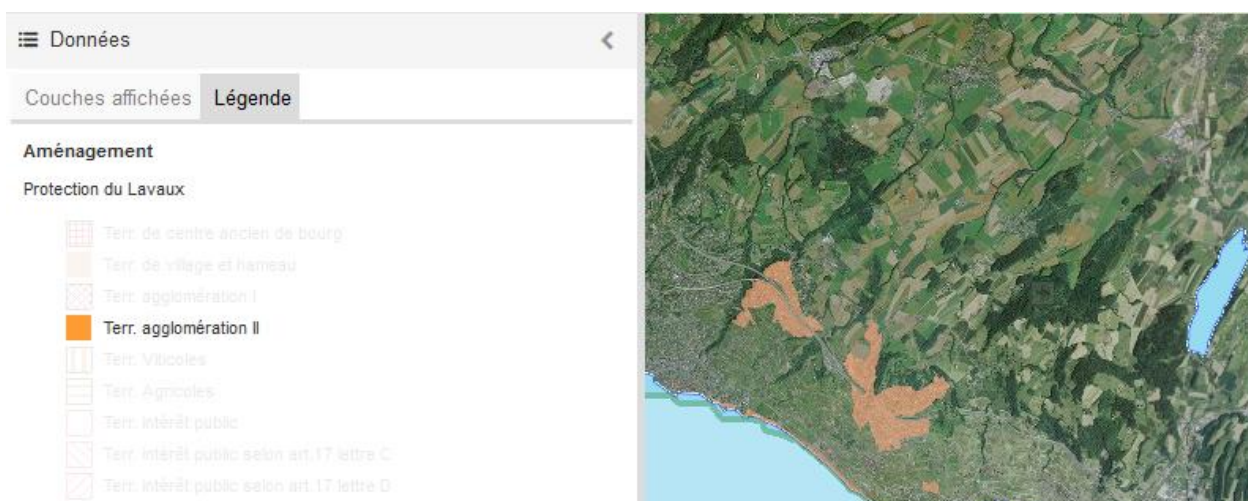 Données
Couches affichées Légende
Aménagement
Protection du Lavaux
Terr. de centre ancien de bourg
Terr. de village et hameau
Terr. agglomération I
Terr. agglomération II
Terr. Viticoles
Terr. Agricoles
Terr. intérêt public
Terr. intérêt public selon art.17 lettre C
Terr. intérêt public selon art.17 lettre D